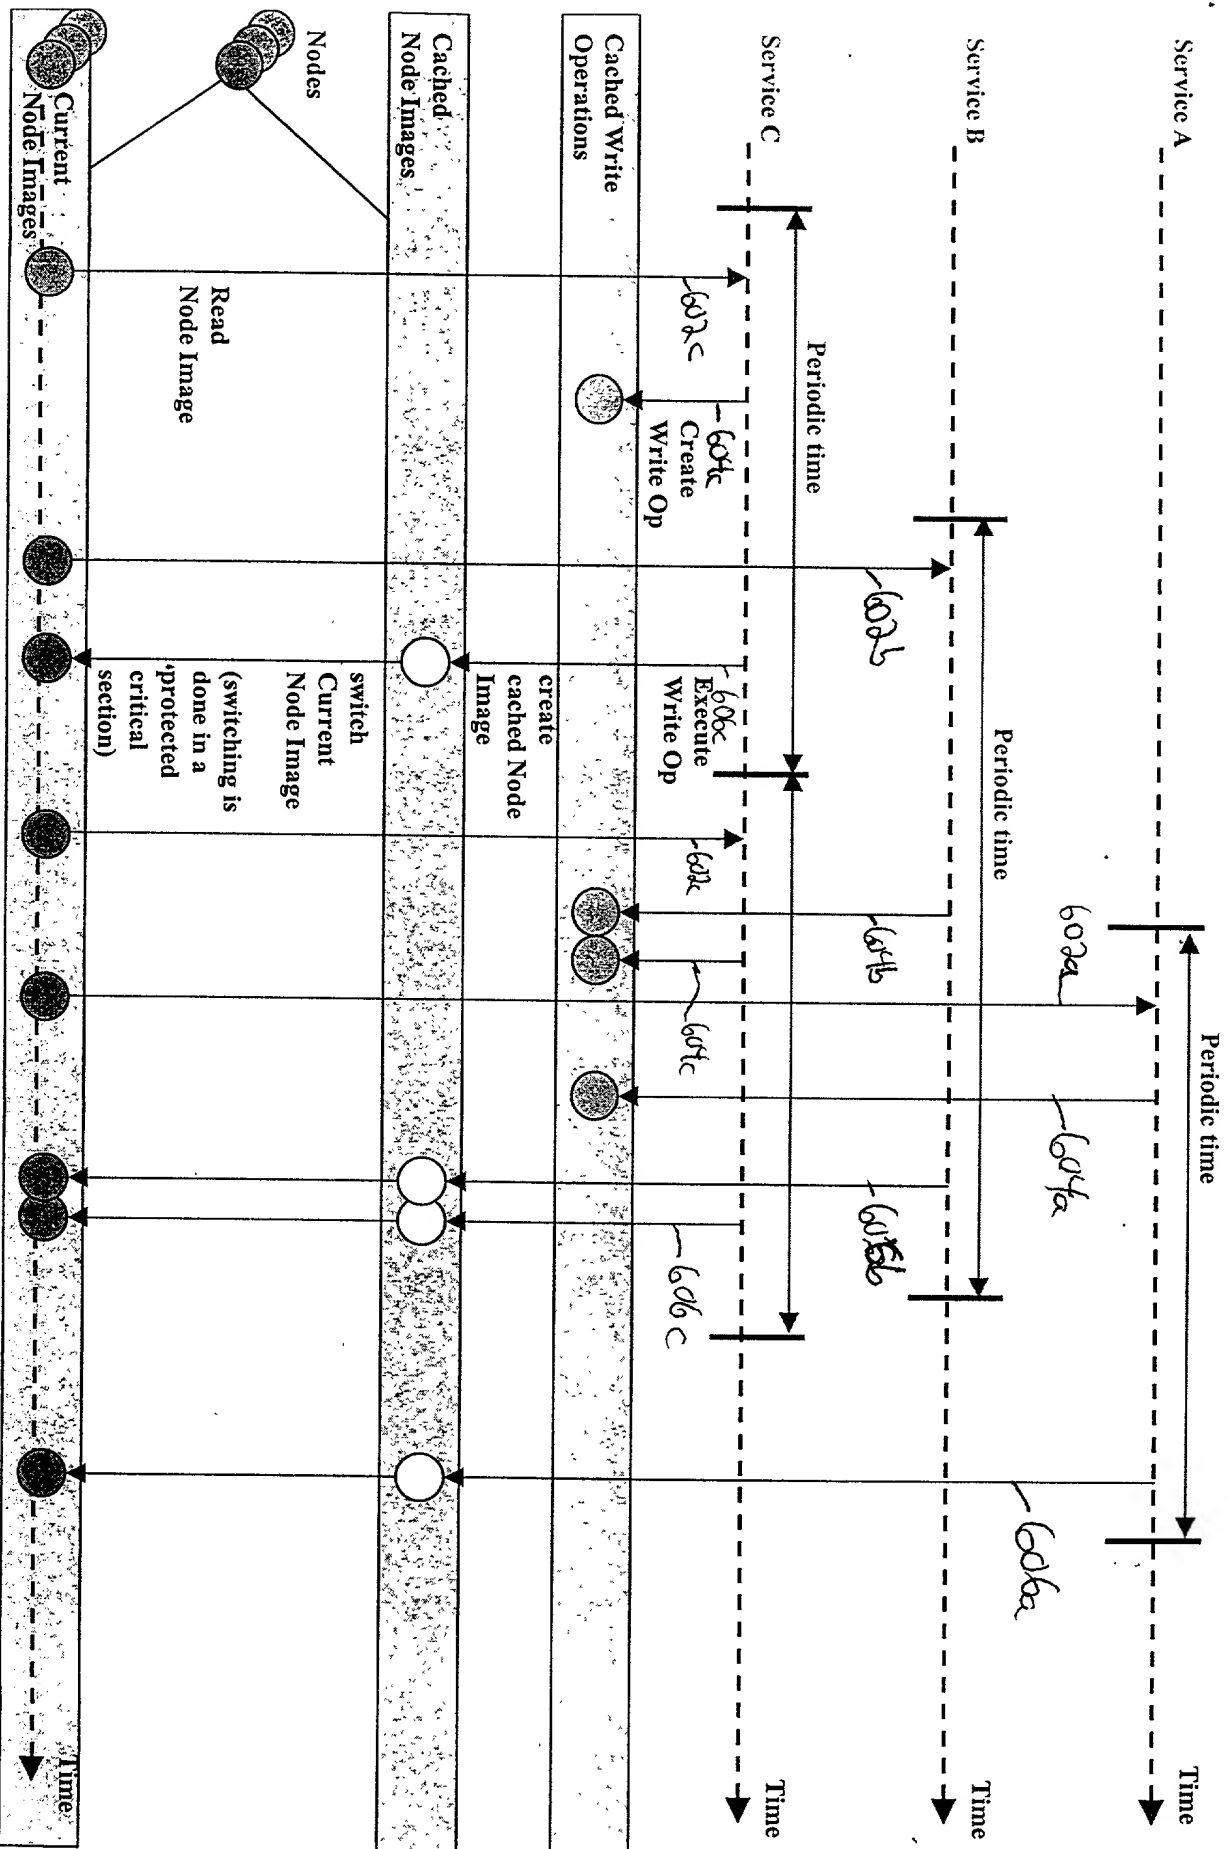 Service A
Time
Periodic time
602a
604a
606a
Service B
Time
Periodic time
602b
604b
Service C
Time
Periodic time
602c
604c
Create
Write Op
606c
Execute
Write Op
602c
604c
606c
Cached Write
Operations
create
cached Node
Image
Cached
Node Images
switch
Current
Node Image
(switching is
done in a
protected
critical
section)
Nodes
Read
Node Image
Current
Node Images
Time